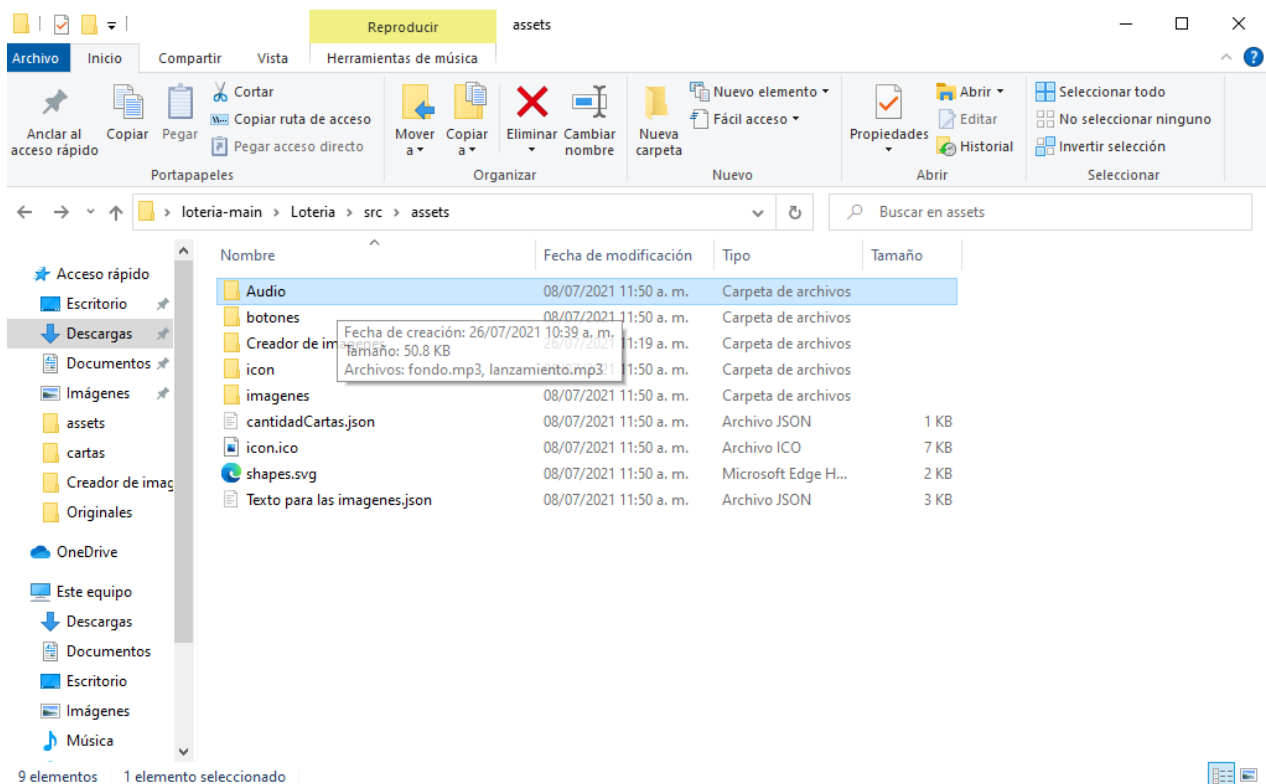 Reproducir
assets
Archivo
Inicio
Compartir
Vista
Herramientas de música
Anclar al
acceso rápido
Copiar
Pegar
Cortar
Copiar ruta de acceso
Pegar acceso directo
Portapapeles
Mover
a
Copiar
a
Eliminar
Cambiar
nombre
Organizar
Nueva
carpeta
Nuevo elemento
Fácil acceso
Nuevo
Propiedades
Abrir
Editar
Historial
Abrir
Seleccionar todo
No seleccionar ninguno
Invertir selección
Seleccionar
loteria-main > Loteria > src > assets
Buscar en assets
Acceso rápido
Escritorio
Descargas
Documentos
Imágenes
assets
cartas
Creador de imag
Originales
OneDrive
Este equipo
Descargas
Documentos
Escritorio
Imágenes
Música
Nombre Fecha de modificación Tipo Tamaño
Audio 08/07/2021 11:50 a. m. Carpeta de archivos
botones 08/07/2021 11:50 a. m. Carpeta de archivos
Creador de imagenes 26/07/2021 11:19 a. m. Carpeta de archivos
icon 11:50 a. m. Carpeta de archivos
imagenes 08/07/2021 11:50 a. m. Carpeta de archivos
cantidadCartas.json 08/07/2021 11:50 a. m. Archivo JSON 1 KB
icon.ico 08/07/2021 11:50 a. m. Archivo ICO 7 KB
shapes.svg 08/07/2021 11:50 a. m. Microsoft Edge H... 2 KB
Texto para las imagenes.json 08/07/2021 11:50 a. m. Archivo JSON 3 KB
Fecha de creación: 26/07/2021 10:39 a. m.
Tamaño: 50.8 KB
Archivos: fondo.mp3, lanzamiento.mp3
9 elementos
1 elemento seleccionado